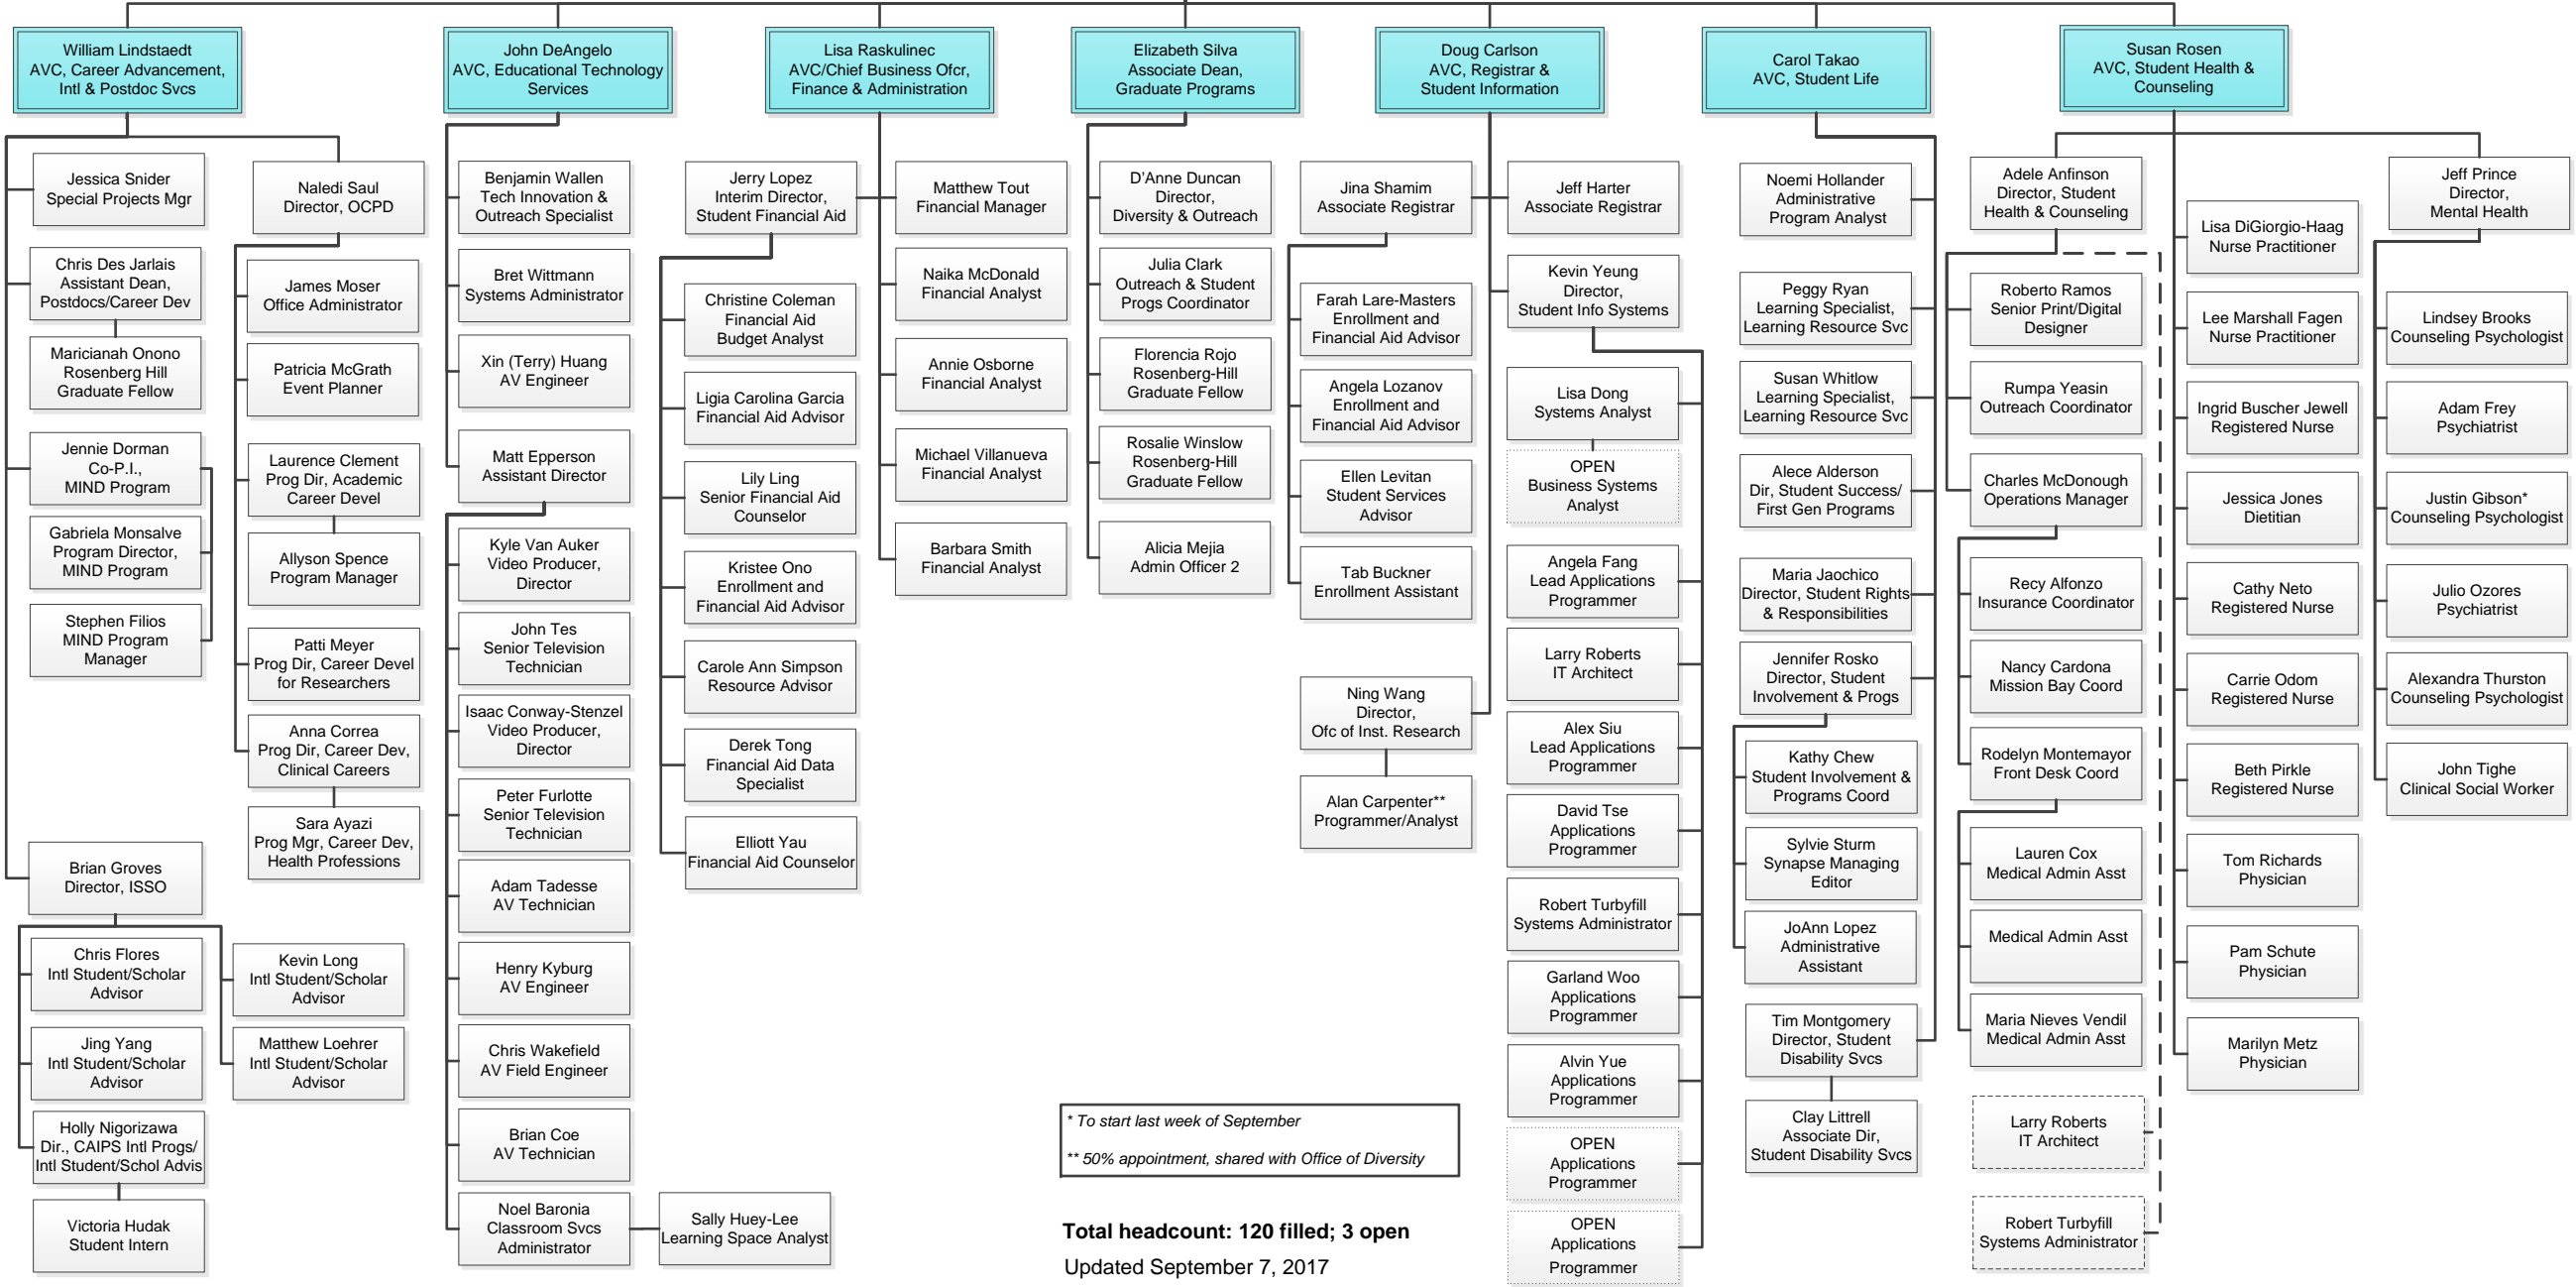 William Lindstaedt
AVC, Career Advancement,
Intl & Postdoc Svcs
John DeAngelo
AVC, Educational Technology
Services
Lisa Raskulinec
AVC/Chief Business Ofcr,
Finance & Administration
Elizabeth Silva
Associate Dean,
Graduate Programs
Doug Carlson
AVC, Registrar &
Student Information
Carol Takao
AVC, Student Life
Susan Rosen
AVC, Student Health &
Counseling
Jessica Snider
Special Projects Mgr
Chris Des Jarlais
Assistant Dean,
Postdocs/Career Dev
Maricianah Onono
Rosenberg Hill
Graduate Fellow
Jennie Dorman
Co-P.I.,
MIND Program
Gabriela Monsalve
Program Director,
MIND Program
Stephen Filios
MIND Program
Manager
Brian Groves
Director, ISSO
Chris Flores
Intl Student/Scholar
Advisor
Jing Yang
Intl Student/Scholar
Advisor
Holly Nigorizawa
Dir., CAIPS Intl Progs/
Intl Student/Schol Advis
Victoria Hudak
Student Intern
Kevin Long
Intl Student/Scholar
Advisor
Matthew Loehrer
Intl Student/Scholar
Advisor
Naledi Saul
Director, OCPD
James Moser
Office Administrator
Patricia McGrath
Event Planner
Laurence Clement
Prog Dir, Academic
Career Devel
Allyson Spence
Program Manager
Patti Meyer
Prog Dir, Career Devel
for Researchers
Anna Correa
Prog Dir, Career Dev,
Clinical Careers
Sara Ayazi
Prog Mgr, Career Dev,
Health Professions
Benjamin Wallen
Tech Innovation &
Outreach Specialist
Bret Wittmann
Systems Administrator
Xin (Terry) Huang
AV Engineer
Matt Epperson
Assistant Director
Kyle Van Auker
Video Producer,
Director
John Tes
Senior Television
Technician
Isaac Conway-Stenzel
Video Producer,
Director
Peter Furlotte
Senior Television
Technician
Adam Tadesse
AV Technician
Henry Kyburg
AV Engineer
Chris Wakefield
AV Field Engineer
Brian Coe
AV Technician
Noel Baronia
Classroom Svcs
Administrator
Sally Huey-Lee
Learning Space Analyst
Jerry Lopez
Interim Director,
Student Financial Aid
Christine Coleman
Financial Aid
Budget Analyst
Ligia Carolina Garcia
Financial Aid Advisor
Lily Ling
Senior Financial Aid
Counselor
Kristee Ono
Enrollment and
Financial Aid Advisor
Carole Ann Simpson
Resource Advisor
Derek Tong
Financial Aid Data
Specialist
Elliott Yau
Financial Aid Counselor
Matthew Tout
Financial Manager
Naika McDonald
Financial Analyst
Annie Osborne
Financial Analyst
Michael Villanueva
Financial Analyst
Barbara Smith
Financial Analyst
D'Anne Duncan
Director,
Diversity & Outreach
Julia Clark
Outreach & Student
Progs Coordinator
Florencia Rojo
Rosenberg-Hill
Graduate Fellow
Rosalie Winslow
Rosenberg-Hill
Graduate Fellow
Alicia Mejia
Admin Officer 2
Jina Shamim
Associate Registrar
Farah Lare-Masters
Enrollment and
Financial Aid Advisor
Angela Lozanov
Enrollment and
Financial Aid Advisor
Ellen Levitan
Student Services
Advisor
Tab Buckner
Enrollment Assistant
Ning Wang
Director,
Ofc of Inst. Research
Alan Carpenter**
Programmer/Analyst
Jeff Harter
Associate Registrar
Kevin Yeung
Director,
Student Info Systems
Lisa Dong
Systems Analyst
OPEN
Business Systems
Analyst
Angela Fang
Lead Applications
Programmer
Larry Roberts
IT Architect
Alex Siu
Lead Applications
Programmer
David Tse
Applications
Programmer
Robert Turbyfill
Systems Administrator
Garland Woo
Applications
Programmer
Alvin Yue
Applications
Programmer
OPEN
Applications
Programmer
OPEN
Applications
Programmer
Noemi Hollander
Administrative
Program Analyst
Peggy Ryan
Learning Specialist,
Learning Resource Svc
Susan Whitlow
Learning Specialist,
Learning Resource Svc
Alece Alderson
Dir, Student Success/
First Gen Programs
Maria Jaochico
Director, Student Rights
& Responsibilities
Jennifer Rosko
Director, Student
Involvement & Progs
Kathy Chew
Student Involvement &
Programs Coord
Sylvie Sturm
Synapse Managing
Editor
JoAnn Lopez
Administrative
Assistant
Tim Montgomery
Director, Student
Disability Svcs
Clay Littrell
Associate Dir,
Student Disability Svcs
Adele Anfinson
Director, Student
Health & Counseling
Roberto Ramos
Senior Print/Digital
Designer
Rumpa Yeasin
Outreach Coordinator
Charles McDonough
Operations Manager
Recy Alfonzo
Insurance Coordinator
Nancy Cardona
Mission Bay Coord
Rodelyn Montemayor
Front Desk Coord
Lauren Cox
Medical Admin Asst
Medical Admin Asst
Maria Nieves Vendil
Medical Admin Asst
Larry Roberts
IT Architect
Robert Turbyfill
Systems Administrator
Lisa DiGiorgio-Haag
Nurse Practitioner
Lee Marshall Fagen
Nurse Practitioner
Ingrid Buscher Jewell
Registered Nurse
Jessica Jones
Dietitian
Cathy Neto
Registered Nurse
Carrie Odom
Registered Nurse
Beth Pirkle
Registered Nurse
Tom Richards
Physician
Pam Schute
Physician
Marilyn Metz
Physician
Jeff Prince
Director,
Mental Health
Lindsey Brooks
Counseling Psychologist
Adam Frey
Psychiatrist
Justin Gibson*
Counseling Psychologist
Julio Ozores
Psychiatrist
Alexandra Thurston
Counseling Psychologist
John Tighe
Clinical Social Worker
* To start last week of September
** 50% appointment, shared with Office of Diversity
Total headcount: 120 filled; 3 open
Updated September 7, 2017